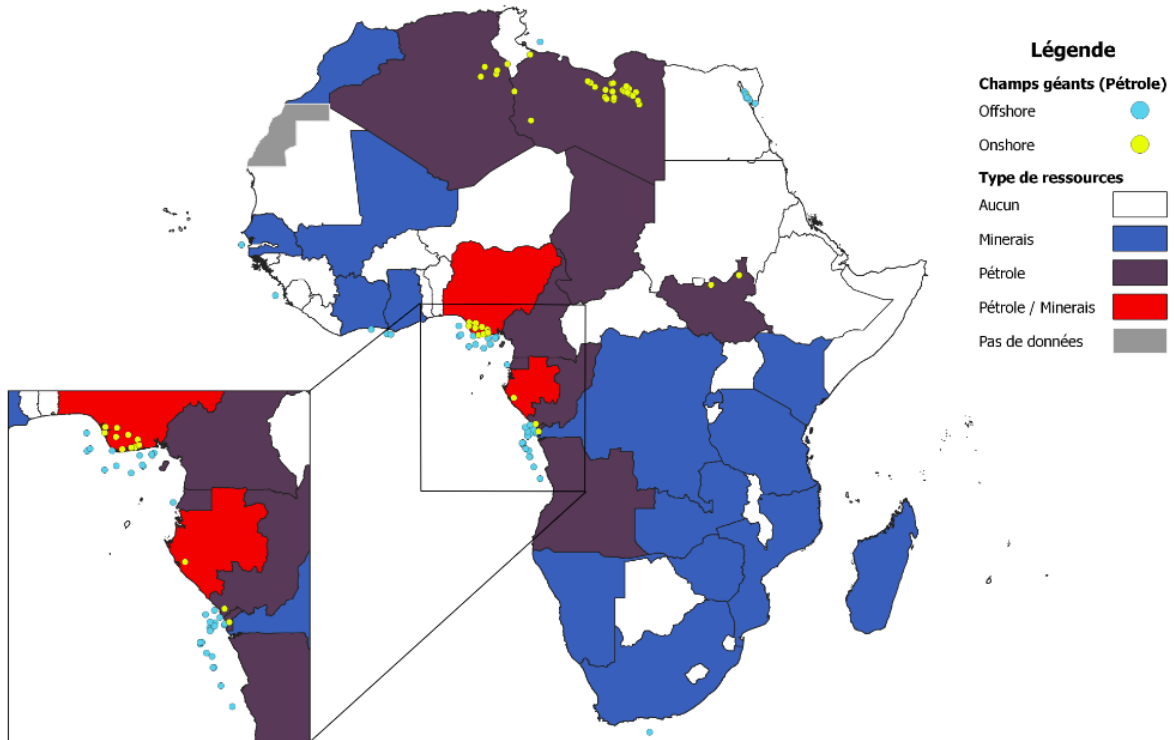 Légende
Champs géants (Pétrole)
Offshore
Onshore
Type de ressources
Aucun
Minerais
Pétrole
Pétrole / Minerais
Pas de données